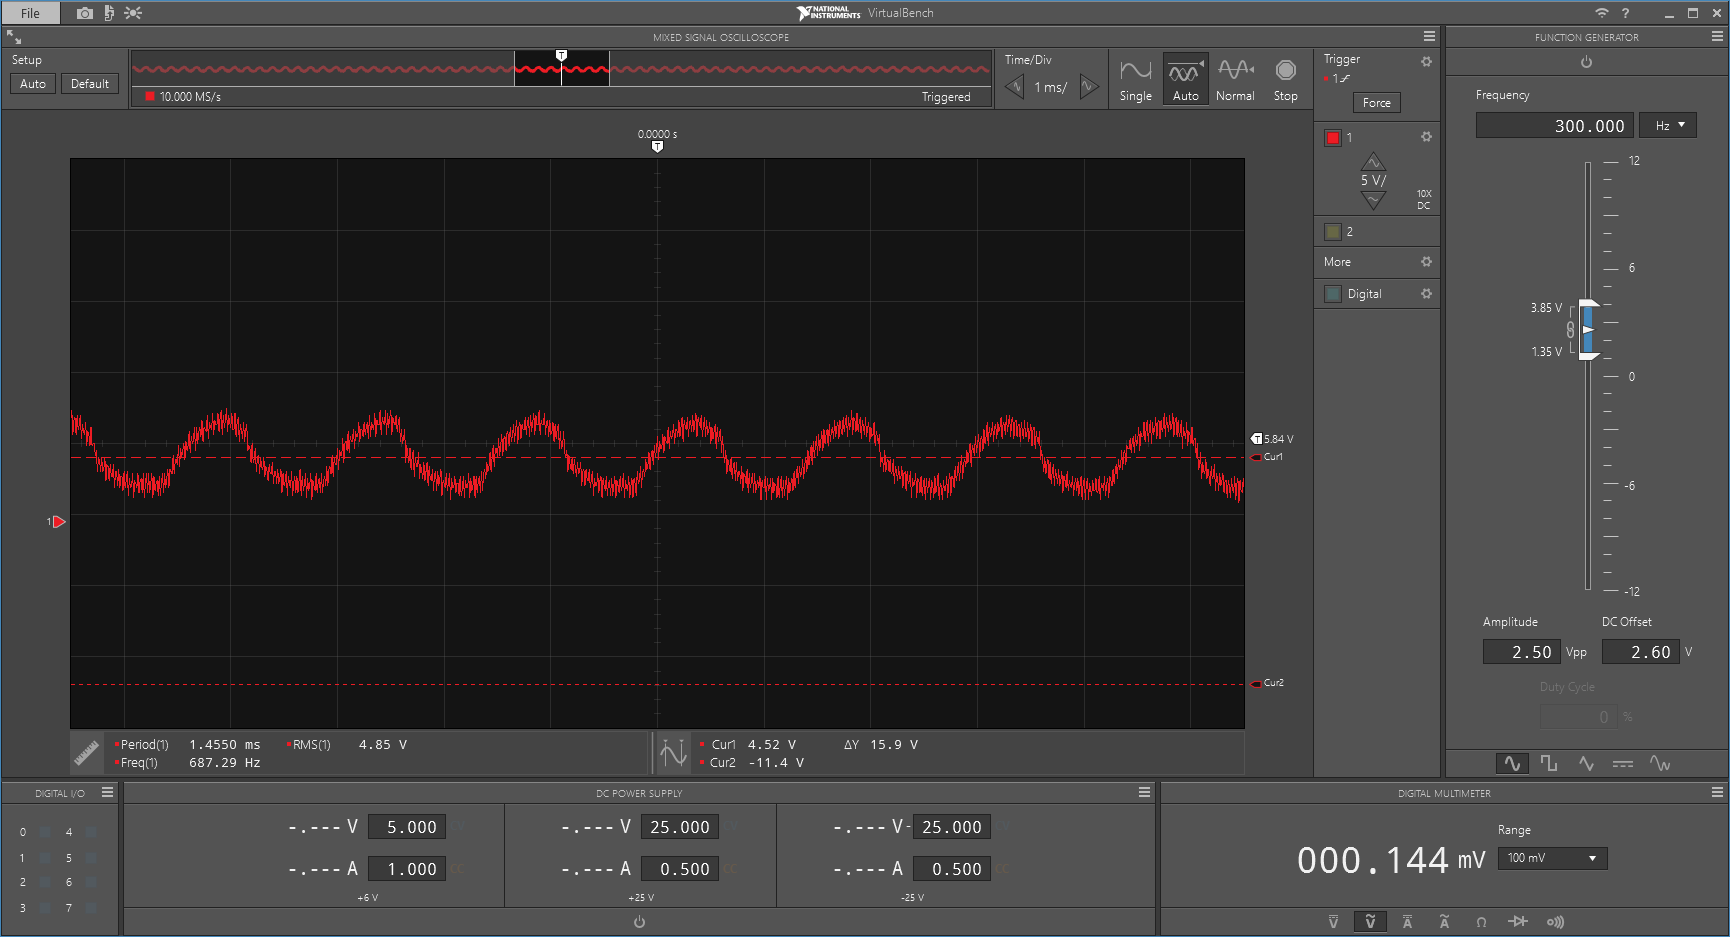 File
NATIONAL INSTRUMENTS VirtualBench
?
MIXED SIGNAL OSCILLOSCOPE
FUNCTION GENERATOR
Setup
Auto Default
T
10.000 MS/s
Triggered
Time/Div
1 ms/
Single Auto Normal Stop
Trigger
1
Force
0.0000 s
T
1
5 V/
10X
DC
2
More
Digital
T 5.84 V
Cur1
1
Cur2
Period(1) 1.4550 ms RMS(1) 4.85 V
Freq(1) 687.29 Hz
Cur1 4.52 V ΔY 15.9 V
Cur2 -11.4 V
Frequency
300.000 Hz
12
6
3.85 V
1.35 V
0
-6
-12
Amplitude DC Offset
2.50 Vpp 2.60 V
Duty Cycle
0 %
DIGITAL I/O
0 4
1 5
2 6
3 7
DC POWER SUPPLY
-.--- V 5.000 -.--- V 25.000 -.--- V -25.000
-.--- A 1.000 CC -.--- A 0.500 CC -.--- A 0.500 CC
+6 V +25 V -25 V
DIGITAL MULTIMETER
Range
000.144 mV 100 mV
V V A A Ω